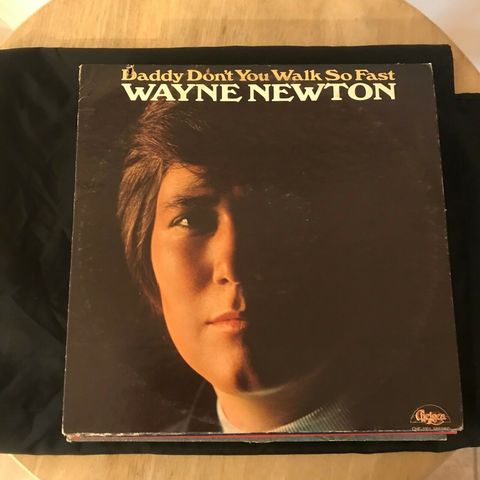 Daddy Don't You Walk So Fast
WAYNE NEWTON
Chelsea